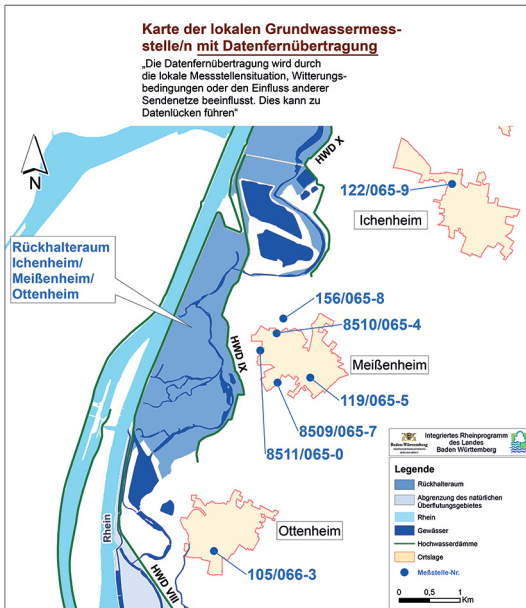 Karte der lokalen Grundwassermess-
stelle/n mit Datenfernübertragung
„Die Datenfernübertragung wird durch
die lokale Messstellensituation, Witterungs-
bedingungen oder den Einfluss anderer
Sendenetze beeinflusst. Dies kann zu
Datenlücken führen“
N
HWD X
122/065-9
Ichenheim
Rückhalteraum
Ichenheim/
Meißenheim/
Ottenheim
156/065-8
8510/065-4
HWD IX
Meißenheim
119/065-5
8509/065-7
8511/065-0
Rhein
Ottenheim
HWD VIII
105/066-3
Baden-Württemberg
Integriertes Rheinprogramm
des Landes
Baden Württemberg
Legende
Rückhalteraum
Abgrenzung des natürlichen
Überflutungsgebietes
Rhein
Gewässer
Hochwasserdämme
Ortslage
Meßstelle-Nr.
0 0,5 1
Km